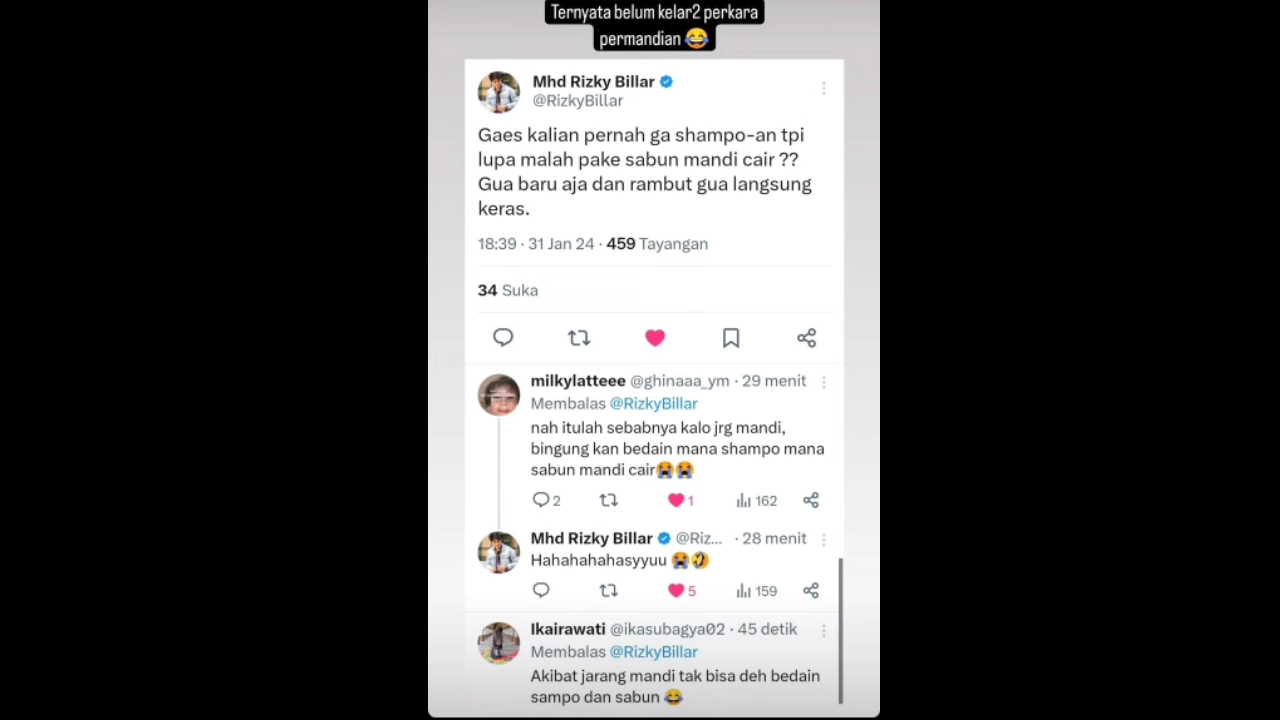 Ternyata belum kelar2 perkara
permandian 😂
Mhd Rizky Billar
@RizkyBillar
Gaes kalian pernah ga shampo-an tpi
lupa malah pake sabun mandi cair ??
Gua baru aja dan rambut gua langsung
keras.
18:39 · 31 Jan 24 · 459 Tayangan
34 Suka
milkylatteee @ghinaaa_ym · 29 menit
Membalas @RizkyBillar
nah itulah sebabnya kalo jrg mandi,
bingung kan bedain mana shampo mana
sabun mandi cair😭😭
2 1 162
Mhd Rizky Billar @Riz... · 28 menit
Hahahahahasyyuu 😭🤣
5 159
Ikairawati @ikasubagya02 · 45 detik
Membalas @RizkyBillar
Akibat jarang mandi tak bisa deh bedain
sampo dan sabun 😂